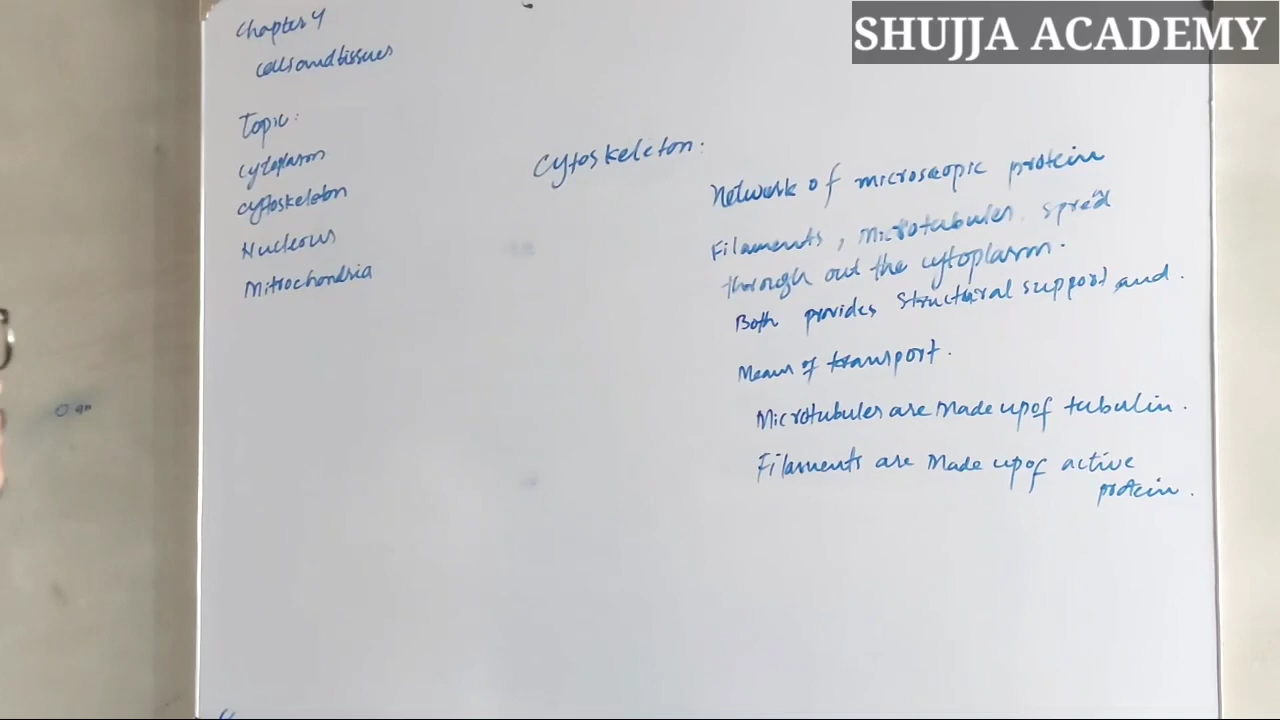 SHUJJA ACADEMY
Chapter 4
cells and tissues
Topic:
Cytoplasm
Cytoskeleton
Nucleous
Mitrochondria
Cytoskeleton:
Network of microscopic protein
Filaments, Microtubules spred
through out the cytoplasm.
Both provides Structural support and.
Mean of transport.
Microtubules are Made up of tubulin.
Filaments are Made up of active
protein.